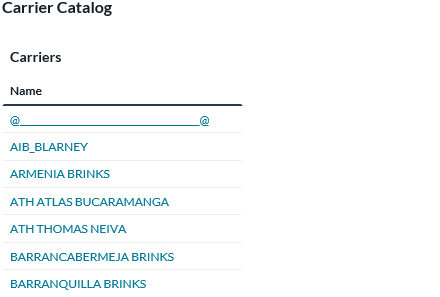 Carrier Catalog
Carriers
Name
@______________________________@
AIB_BLARNEY
ARMENIA BRINKS
ATH ATLAS BUCARAMANGA
ATH THOMAS NEIVA
BARRANCABERMEJA BRINKS
BARRANQUILLA BRINKS